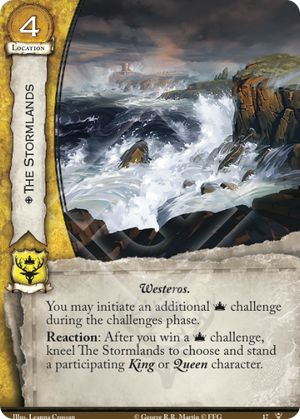 4
LOCATION
THE STORMLANDS
Westeros.
You may initiate an additional challenge
during the challenges phase.
Reaction: After you win a challenge,
kneel The Stormlands to choose and stand
a participating King or Queen character.
Illus. Leanna Crossan
© George R.R. Martin © FFG
17